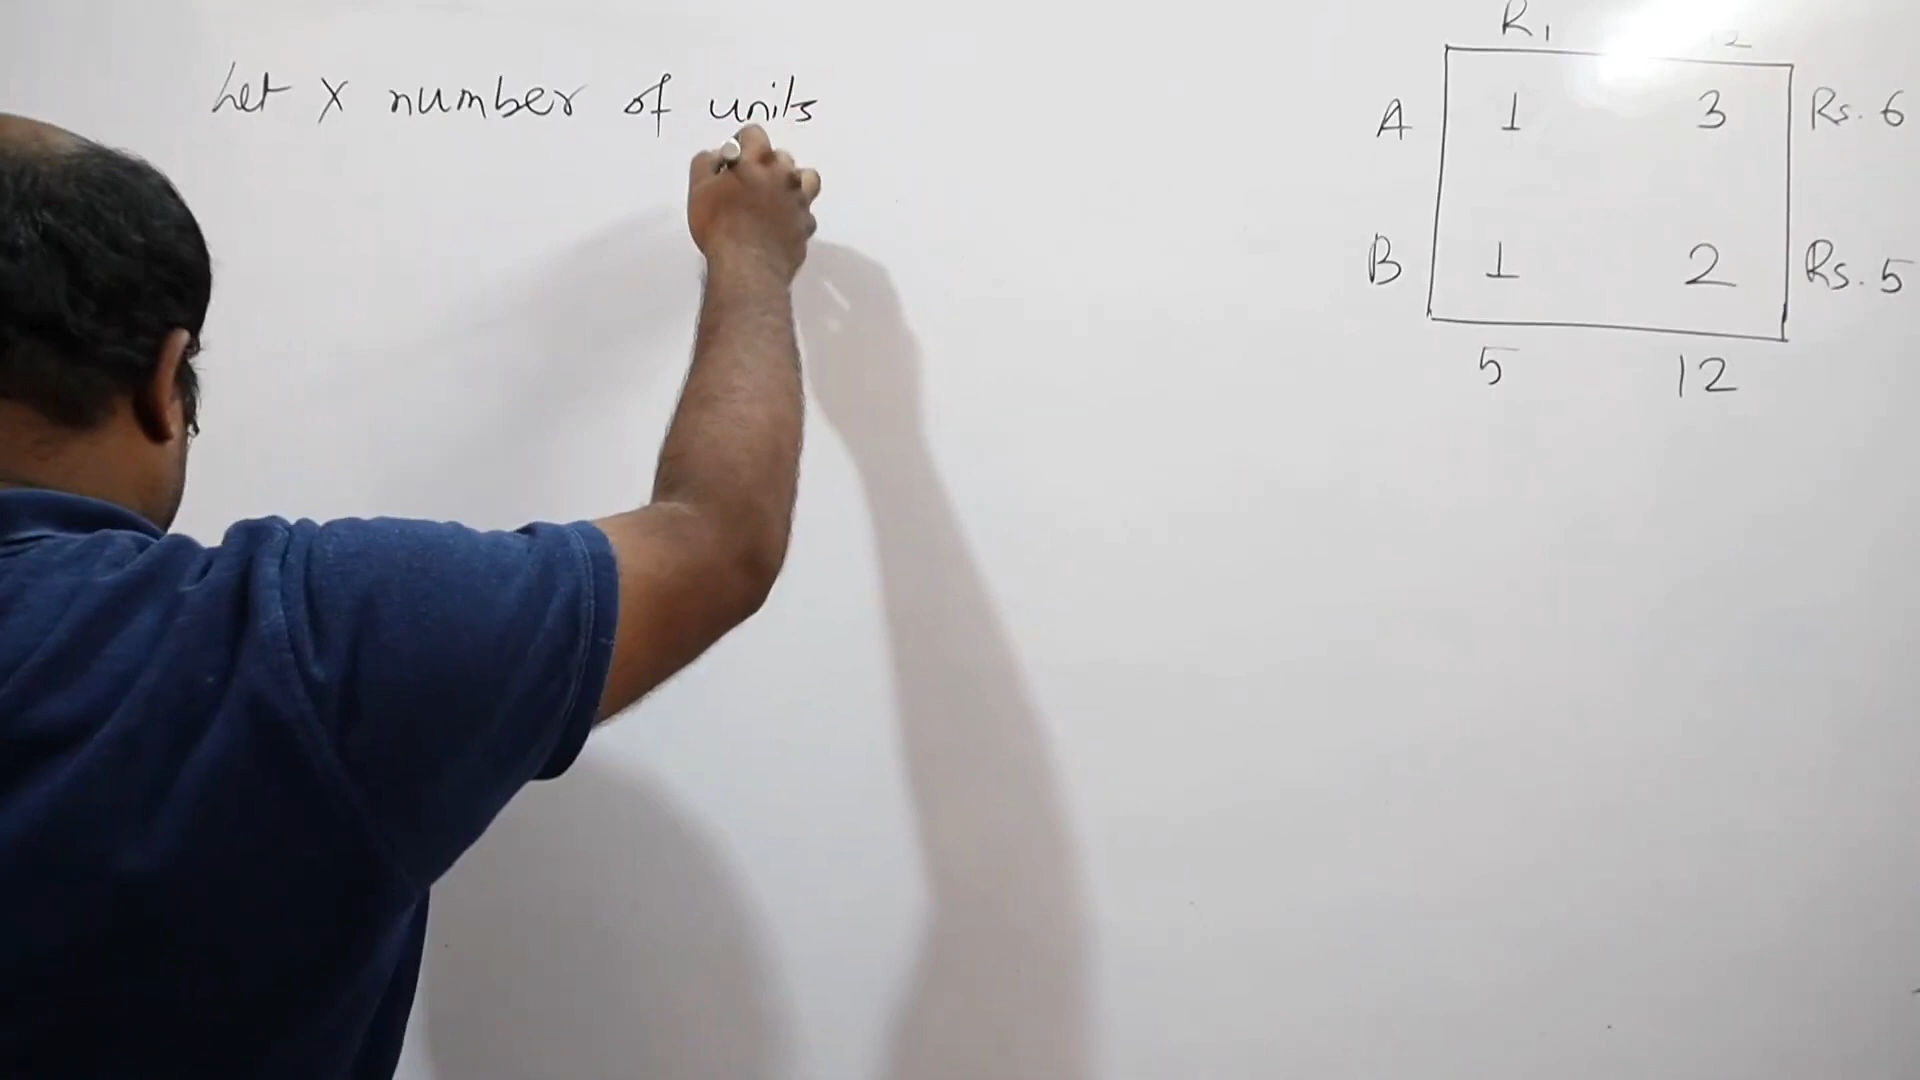 Let X number of units
R1
A 1 3 Rs. 6
B 1 2 Rs. 5
5 12